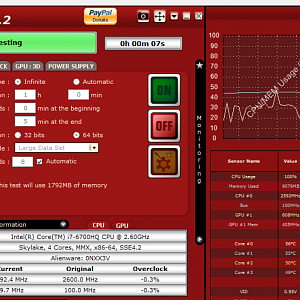 .2
PayPal
Donate
esting
0h 00m 07s
CK GPU : 3D POWER SUPPLY
Infinite Automatic
1 h 0 min
0 min at the beginning
5 min at the end
32 bits 64 bits
Large Data Set
8 Automatic
his test will use 1792MB of memory
ON
OFF
Monitoring
100
90
80
70
60
50
40
30
20
10
0
CPU/MEM Usage
Sensor Name Value
CPU Usage 100%
Memory Used 9079MB
CPU #0 2592MHz
Bus 100MHz
GPU #1 608MHz
GPU #1 Mem 405MHz
Core #0 56°C
Core #1 55°C
Core #2 50°C
Core #3 49°C
VID 0.98V
formation CPU GPU
Intel(R) Core(TM) i7-6700HQ CPU @ 2.60GHz
Skylake, 4 Cores, MMX, x86-64, SSE4.2
Alienware: 0NXX3V
urrent Original Overclock
92.4 MHz 2600.0 MHz -0.3%
9.7 MHz 100.0 MHz -0.3%